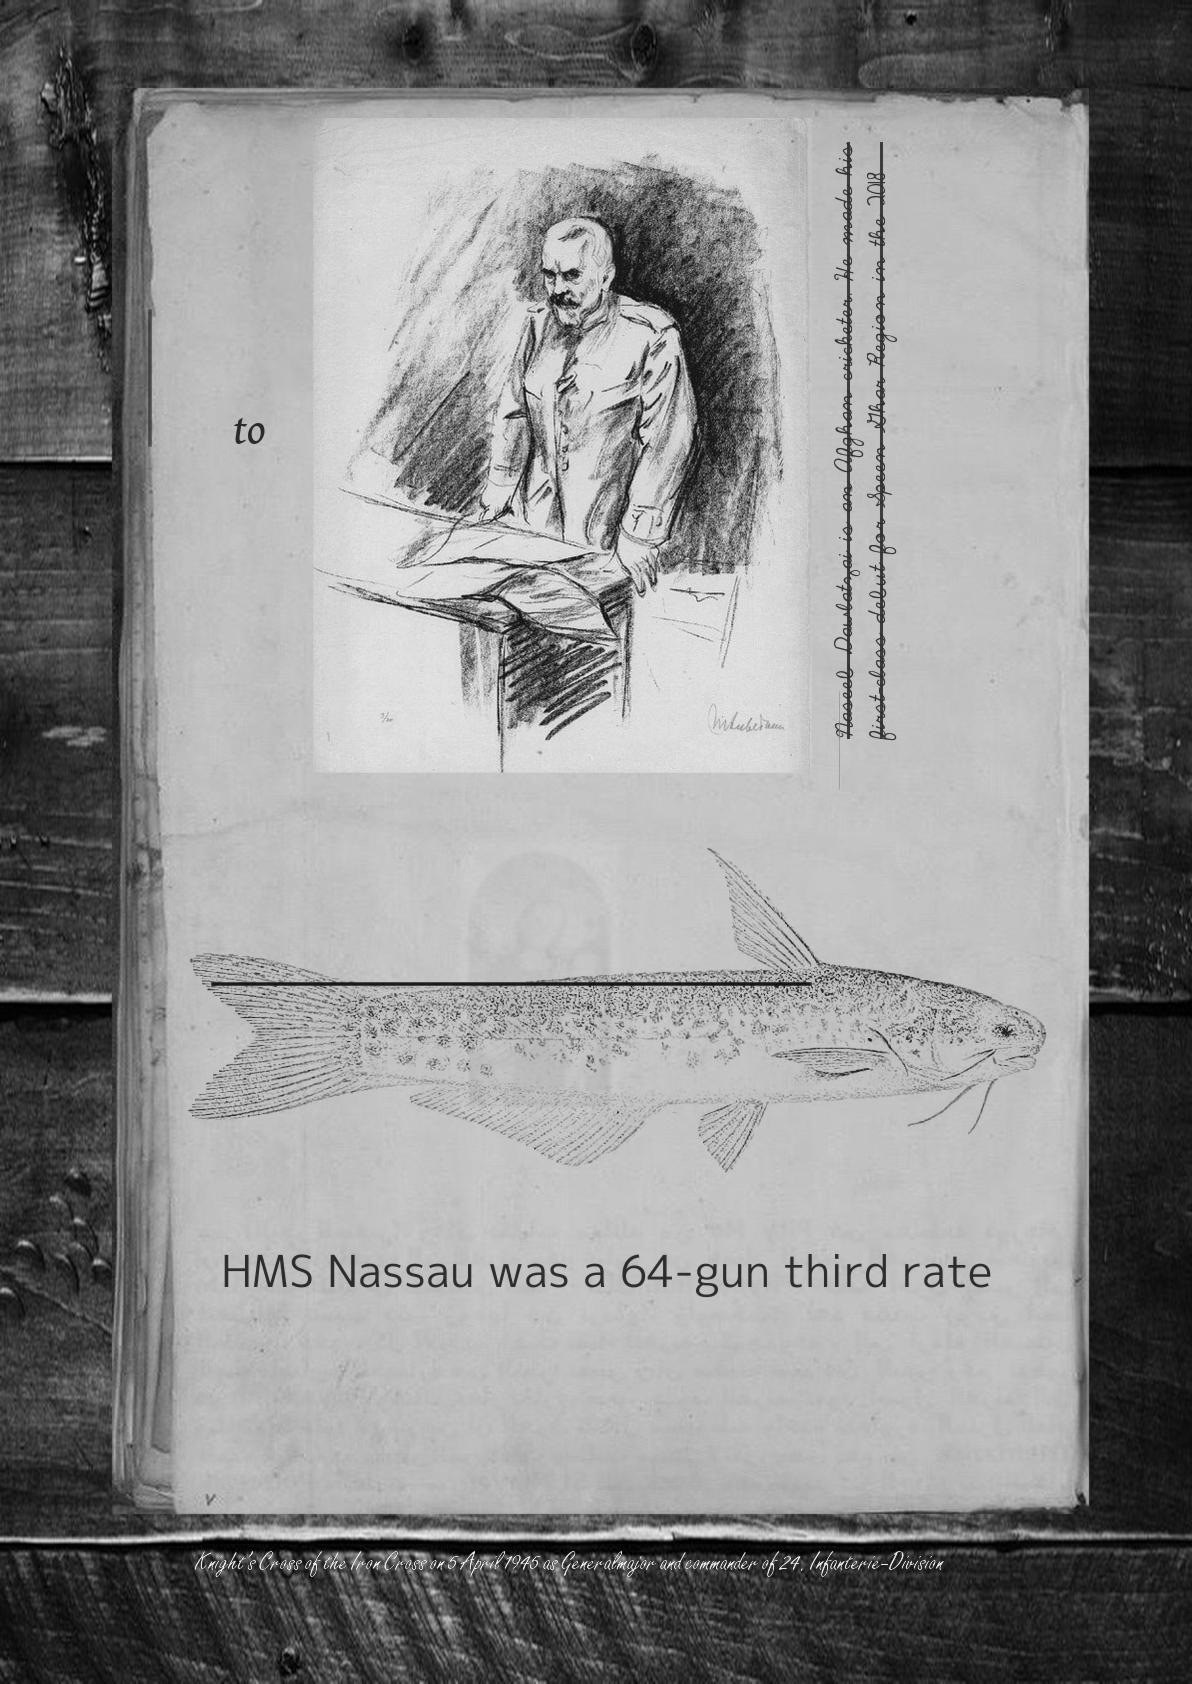 to
Naseel Dawlatzai is an Afghan cricketer. He made his
first-class debut for Speen Ghar Region in the 2018
HMS Nassau was a 64-gun third rate
Knight's Cross of the Iron Cross on 5 April 1945 as Generalmajor and commander of 24. Infanterie-Division